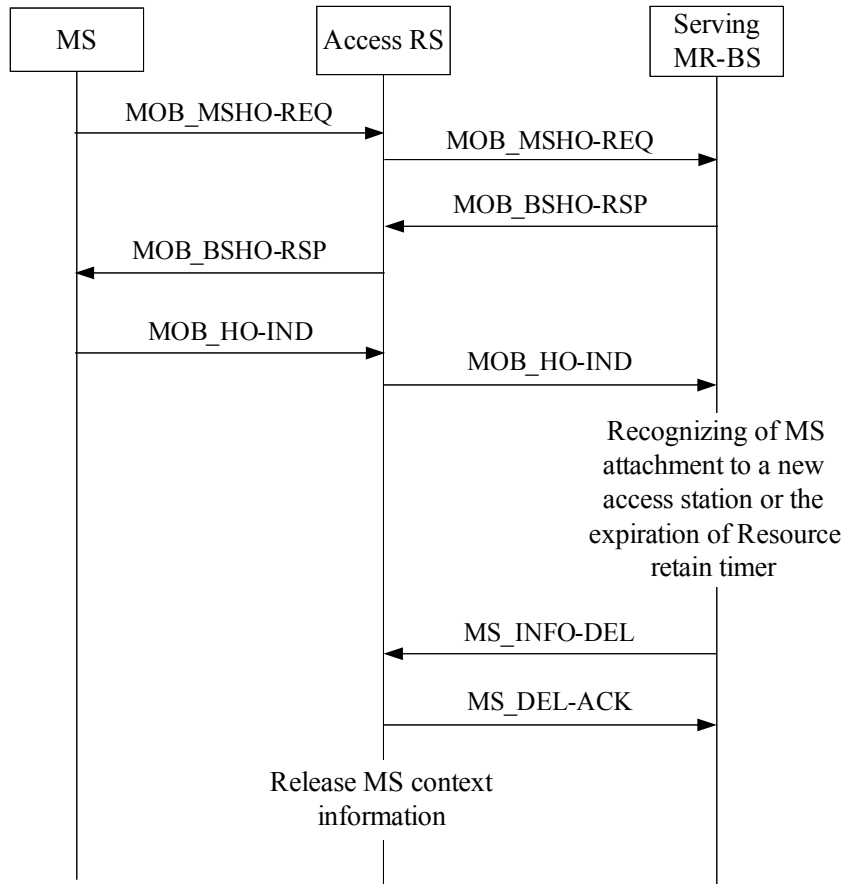 MS
Access RS
Serving
MR-BS
MOB_MSHO-REQ
MOB_MSHO-REQ
MOB_BSHO-RSP
MOB_BSHO-RSP
MOB_HO-IND
MOB_HO-IND
Recognizing of MS
attachment to a new
access station or the
expiration of Resource
retain timer
MS_INFO-DEL
MS_DEL-ACK
Release MS context
information